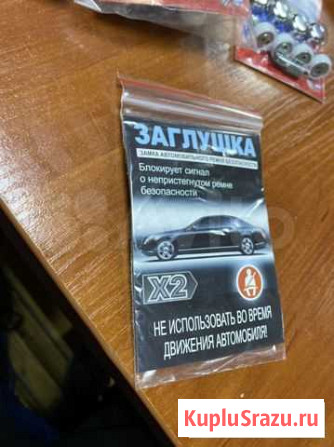 ЗАГЛУШКА
ЗАМКА АВТОМОБИЛЬНОГО РЕМНЯ БЕЗОПАСНОСТИ
Блокирует сигнал
о непристегнутом ремне
безопасности
X2
НЕ ИСПОЛЬЗОВАТЬ ВО ВРЕМЯ
ДВИЖЕНИЯ АВТОМОБИЛЯ!
KupluSrazu.ru